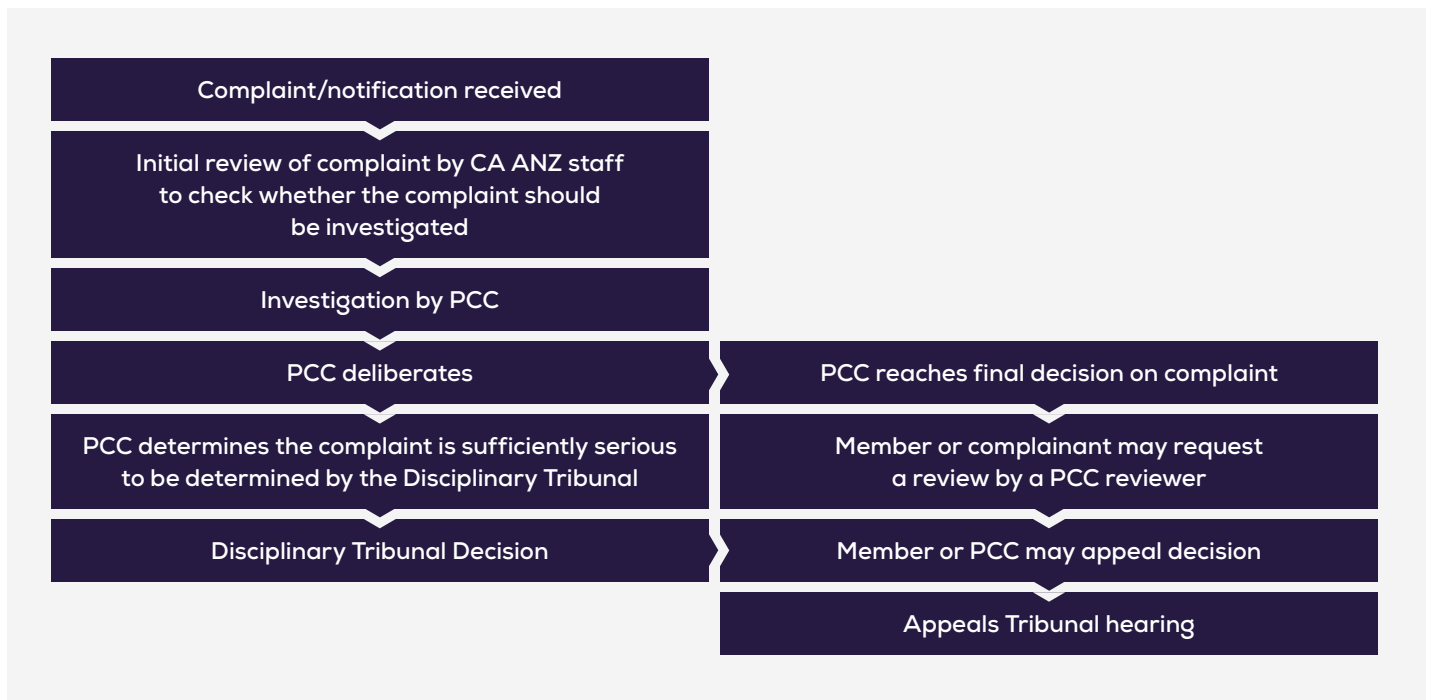 Complaint/notification received
Initial review of complaint by CA ANZ staff
to check whether the complaint should
be investigated
Investigation by PCC
PCC deliberates
PCC determines the complaint is sufficiently serious
to be determined by the Disciplinary Tribunal
Disciplinary Tribunal Decision
PCC reaches final decision on complaint
Member or complainant may request
a review by a PCC reviewer
Member or PCC may appeal decision
Appeals Tribunal hearing